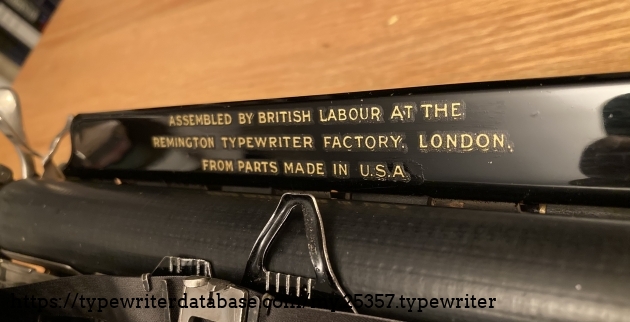 ASSEMBLED BY BRITISH LABOUR AT THE
REMINGTON TYPEWRITER FACTORY, LONDON,
FROM PARTS MADE IN U.S.A